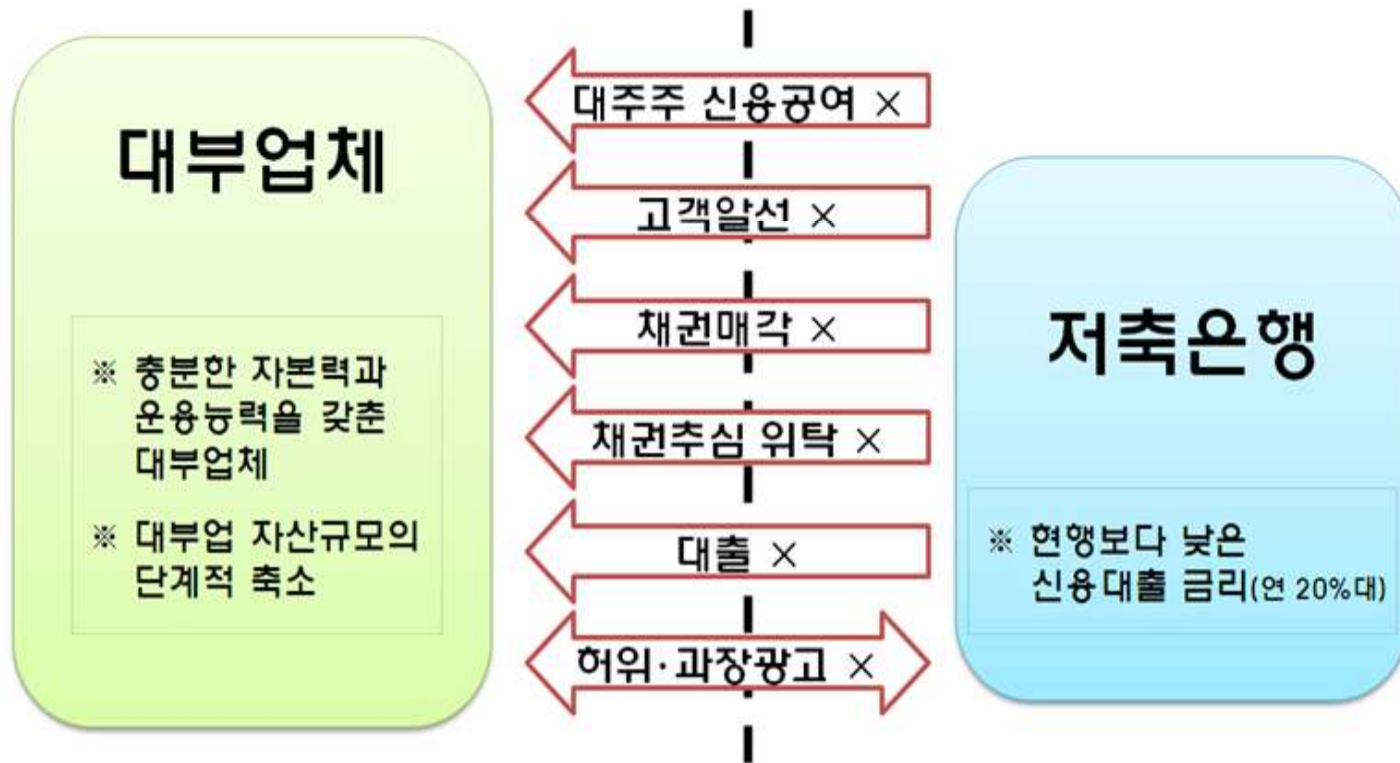 대부업체
※ 충분한 자본력과
운용능력을 갖춘
대부업체
※ 대부업 자산규모의
단계적 축소
대주주 신용공여 ×
고객알선 ×
채권매각 ×
채권추심 위탁 ×
대출 ×
허위·과장광고 ×
저축은행
※ 현행보다 낮은
신용대출 금리(연 20%대)